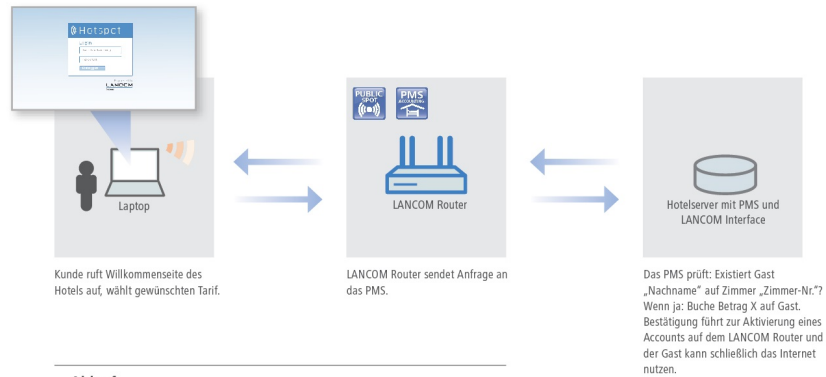 Hotspot
LOGIN
LANCOM
PUBLIC
SPOT
PMS
ACCOUNTING
Laptop
LANCOM Router
Hotelserver mit PMS und
LANCOM Interface
Kunde ruft Willkommenseite des
Hotels auf, wählt gewünschten Tarif.
LANCOM Router sendet Anfrage an
das PMS.
Das PMS prüft: Existiert Gast
„Nachname“ auf Zimmer „Zimmer-Nr.“?
Wenn ja: Buche Betrag X auf Gast.
Bestätigung führt zur Aktivierung eines
Accounts auf dem LANCOM Router und
der Gast kann schließlich das Internet
nutzen.